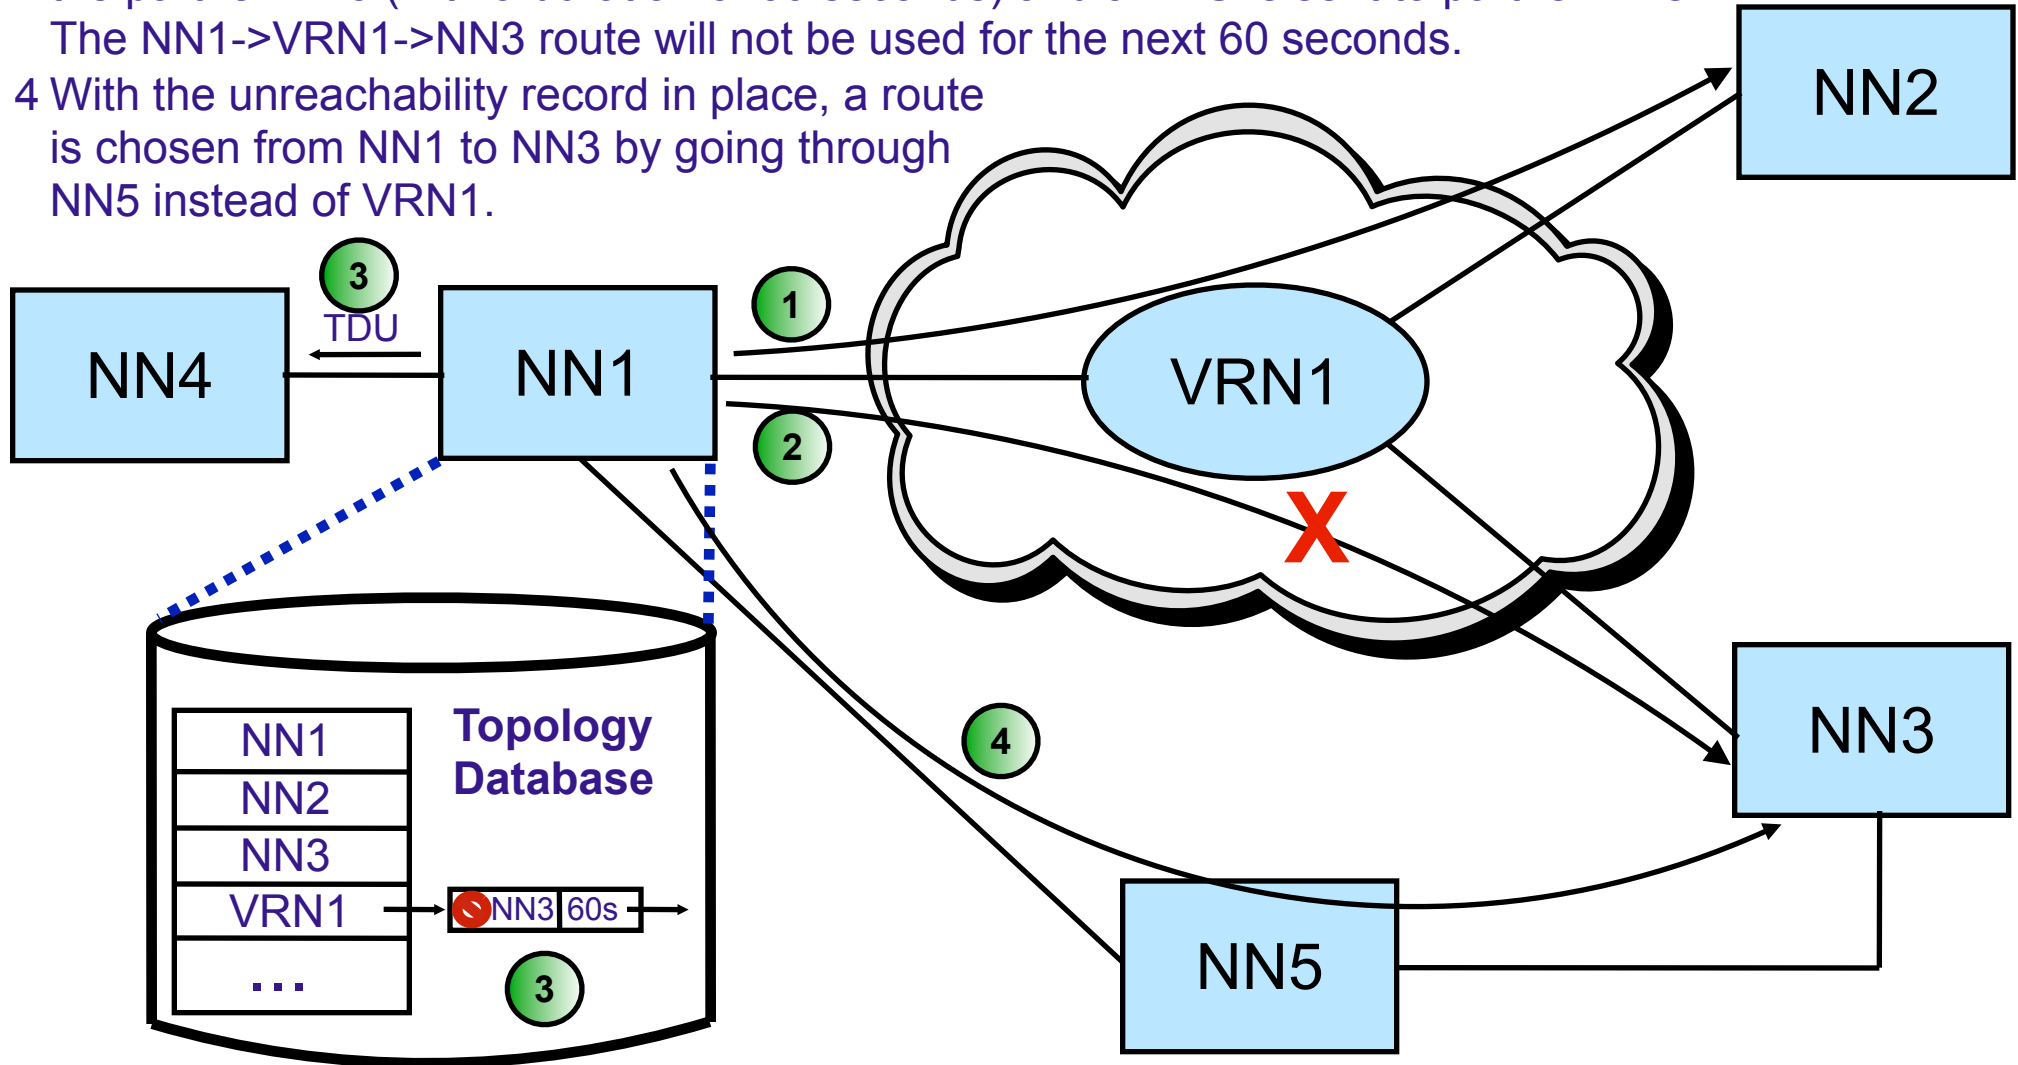 The NN1->VRN1->NN3 route will not be used for the next 60 seconds.
4 With the unreachability record in place, a route
is chosen from NN1 to NN3 by going through
NN5 instead of VRN1.
NN2
3
1
TDU
NN4
NN1
VRN1
2
X
NN3
Topology
Database
4
NN1
NN2
NN3
VRN1
NN3 60s
...
3
NN5